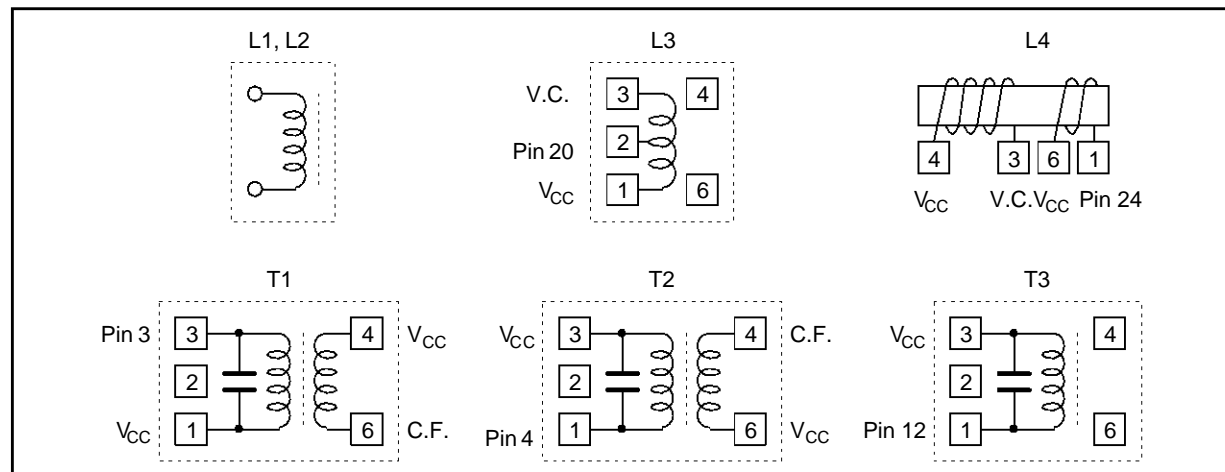 L1, L2
L3
L4
V.C. 3 4
Pin 20 2
VCC 1 6
4 3 6 1
VCC V.C. VCC Pin 24
T1
T2
T3
Pin 3 3 4 VCC
2
VCC 1 6 C.F.
VCC 3 4 C.F.
2
Pin 4 1 6 VCC
VCC 3 4
2
Pin 12 1 6